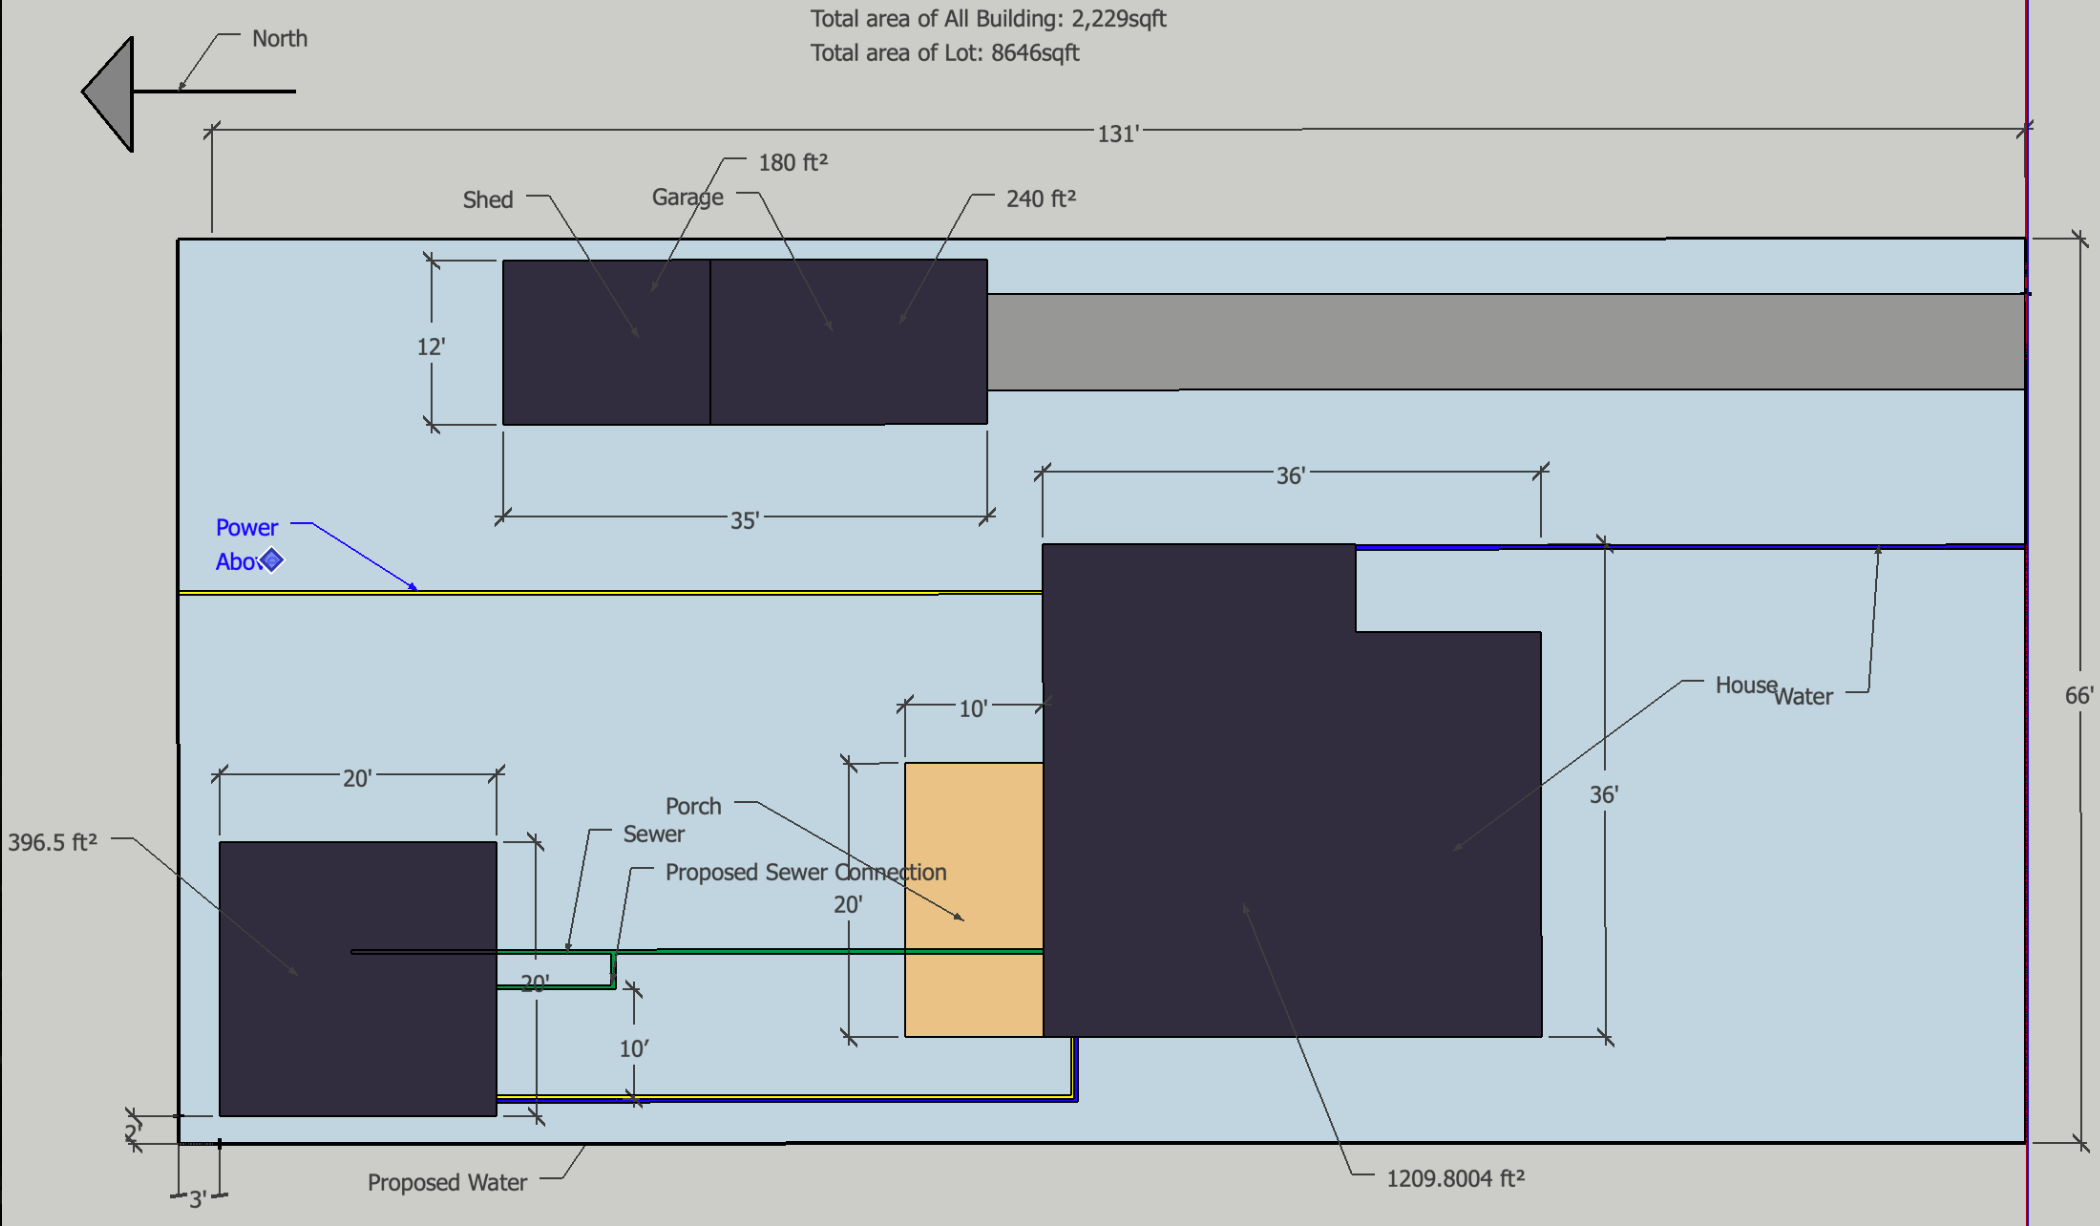 Total area of All Building: 2,229sqft
Total area of Lot: 8646sqft
North
131'
180 ft²
Shed
Garage
240 ft²
12'
36'
35'
Power
House
Water
66'
10'
20'
36'
Porch
Sewer
396.5 ft²
Proposed Sewer Connection
20'
20'
10′
2'
Proposed Water
1209.8004 ft²
3'